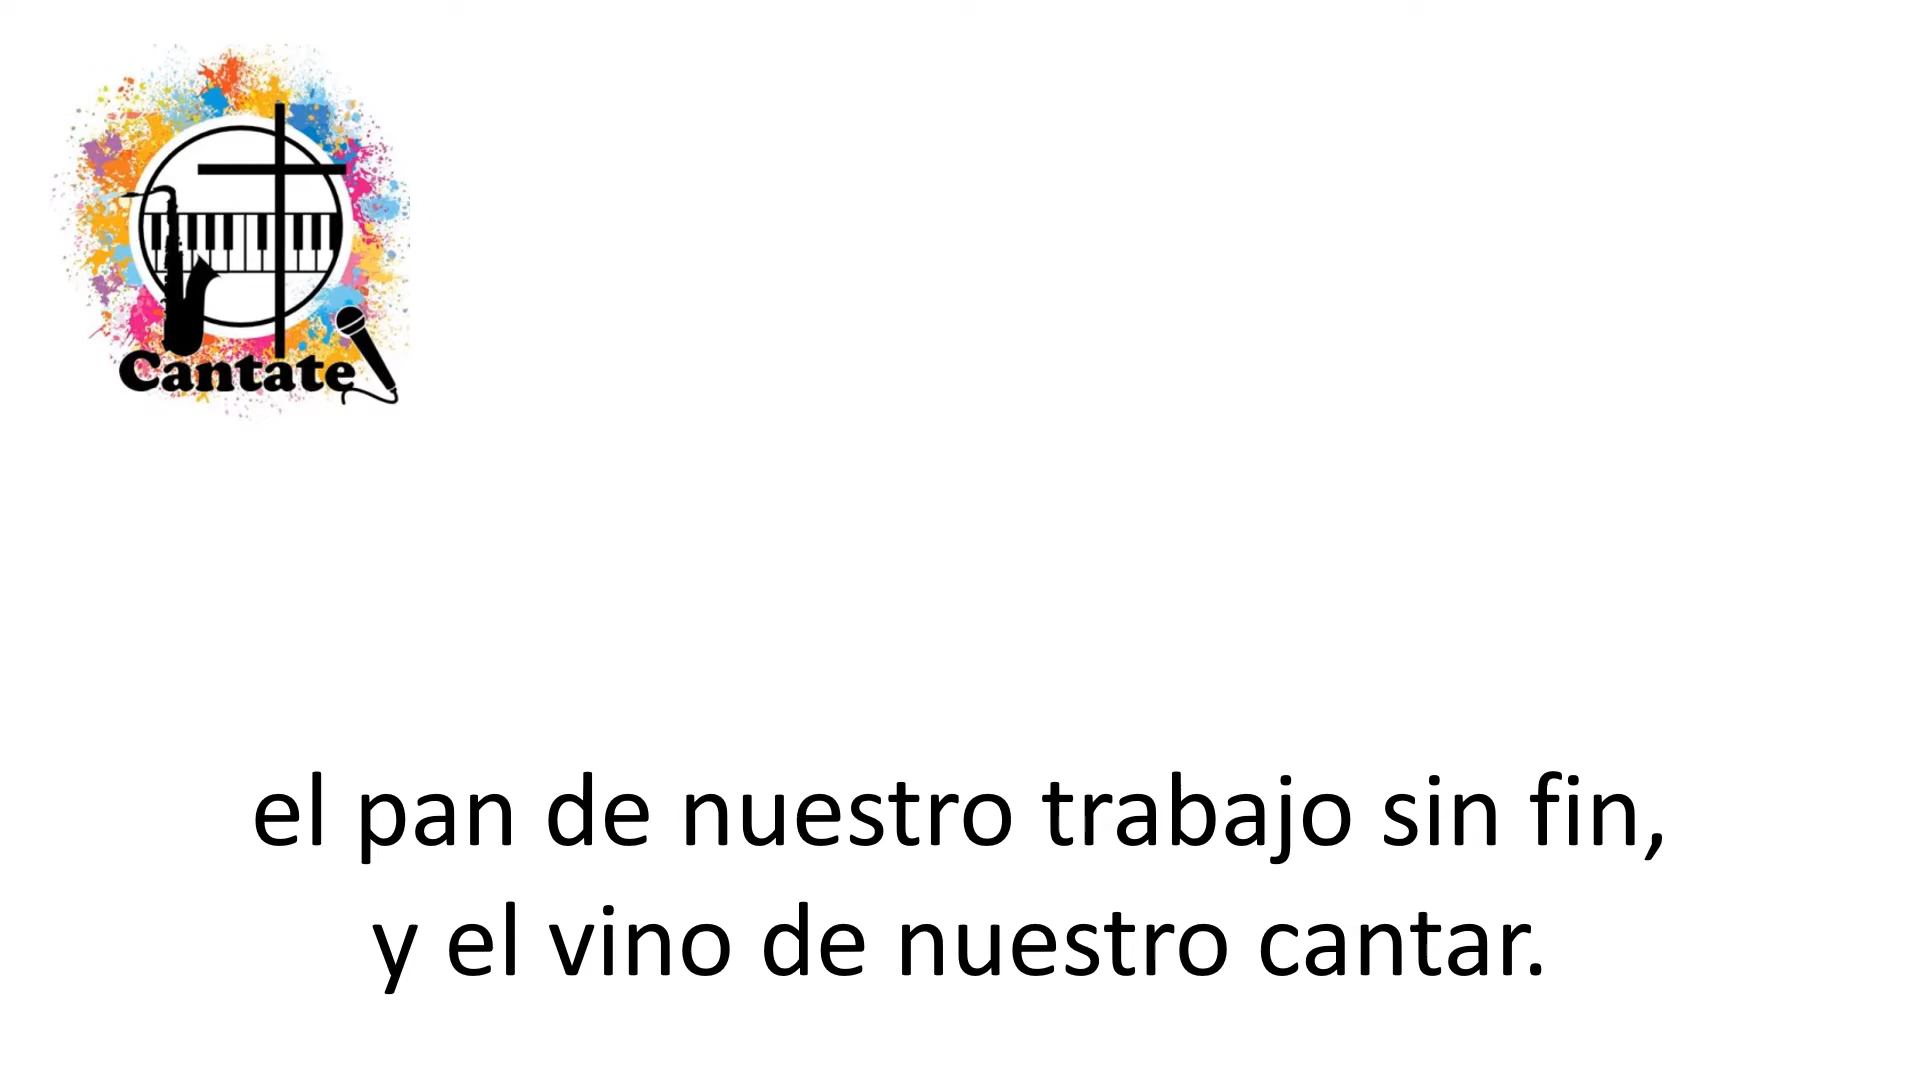 Cantate
el pan de nuestro trabajo sin fin,
y el vino de nuestro cantar.